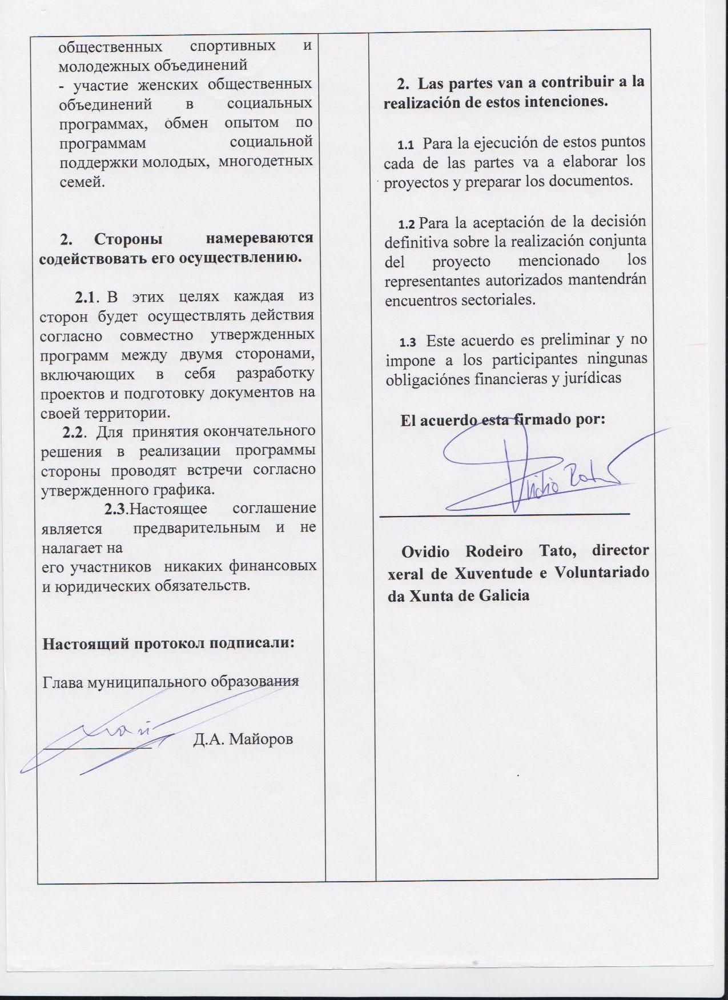 общественных спортивных и
молодежных объединений
- участие женских общественных
объединений в социальных
программах, обмен опытом по
программам социальной
поддержки молодых, многодетных
семей.
2. Стороны намереваются
содействовать его осуществлению.
2.1. В этих целях каждая из
сторон будет осуществлять действия
согласно совместно утвержденных
программ между двумя сторонами,
включающих в себя разработку
проектов и подготовку документов на
своей территории.
2.2. Для принятия окончательного
решения в реализации программы
стороны проводят встречи согласно
утвержденного графика.
2.3.Настоящее соглашение
является предварительным и не
налагает на
его участников никаких финансовых
и юридических обязательств.
Настоящий протокол подписали:
Глава муниципального образования
Д.А. Майоров
2. Las partes van a contribuir a la
realización de estos intenciones.
1.1 Para la ejecución de estos puntos
cada de las partes va a elaborar los
proyectos y preparar los documentos.
1.2 Para la aceptación de la decisión
definitiva sobre la realización conjunta
del proyecto mencionado los
representantes autorizados mantendrán
encuentros sectoriales.
1.3 Este acuerdo es preliminar y no
impone a los participantes ningunas
obligaciónes financieras y jurídicas
El acuerdo esta firmado por:
Ovidio Rodeiro Tato, director
xeral de Xuventude e Voluntariado
da Xunta de Galicia